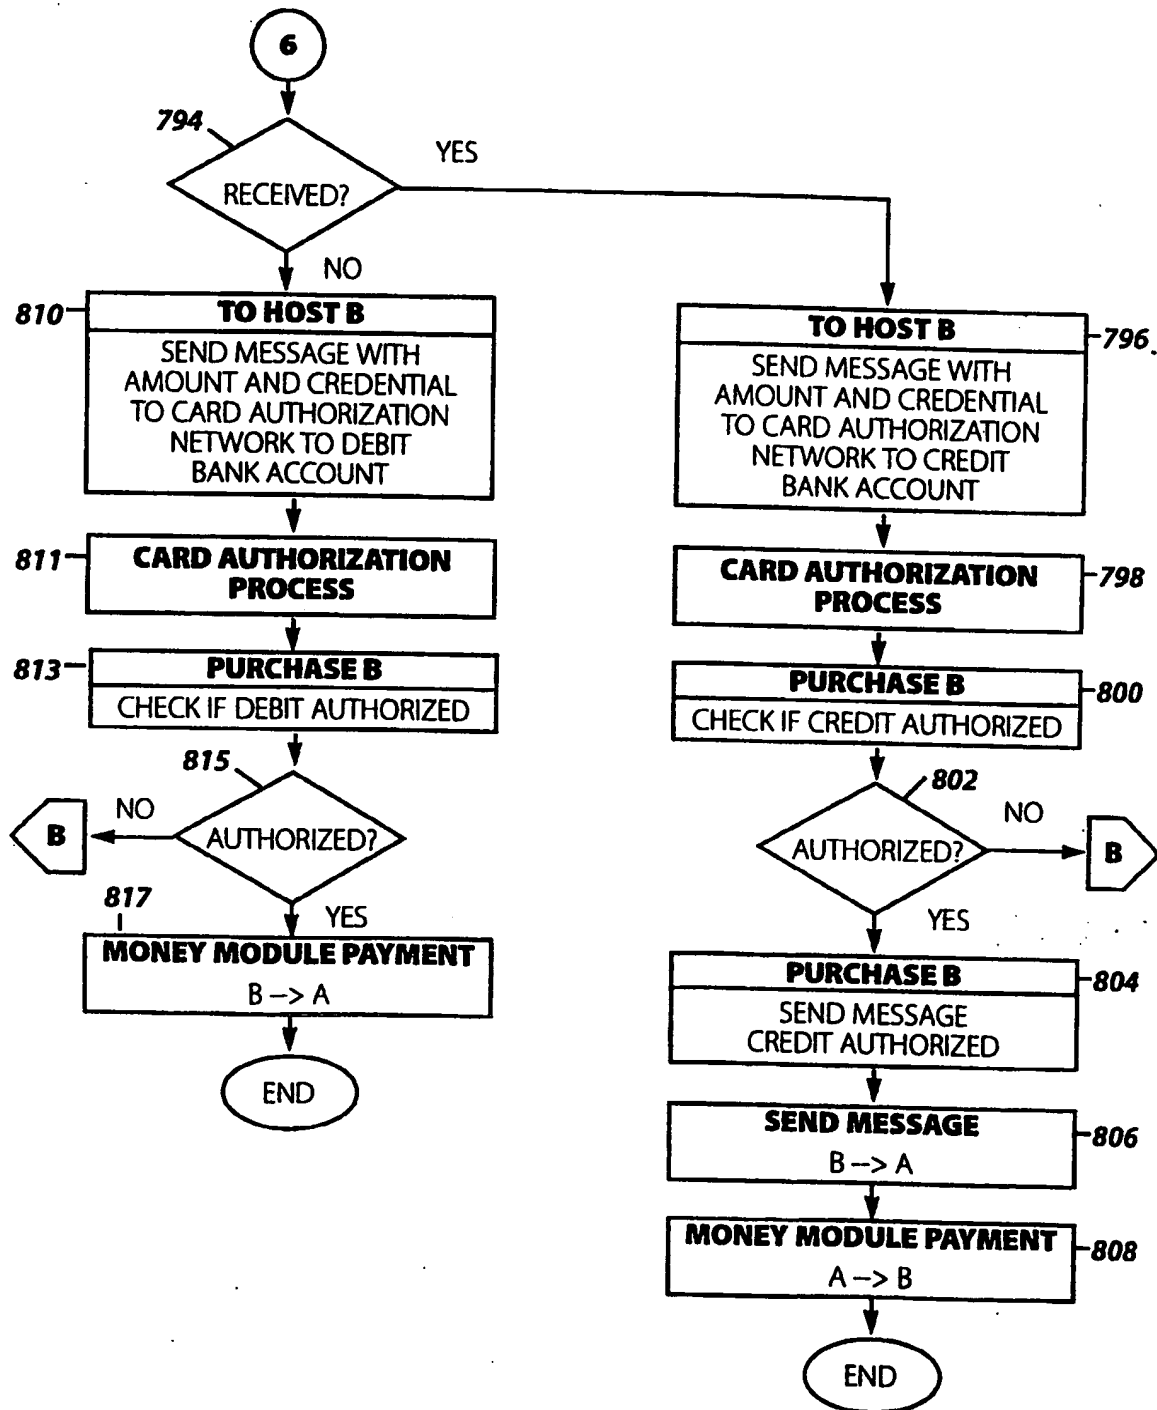 6
794
YES
RECEIVED?
NO
810
TO HOST B
SEND MESSAGE WITH
AMOUNT AND CREDENTIAL
TO CARD AUTHORIZATION
NETWORK TO DEBIT
BANK ACCOUNT
811
CARD AUTHORIZATION
PROCESS
813
PURCHASE B
CHECK IF DEBIT AUTHORIZED
815
NO
B
AUTHORIZED?
817
YES
MONEY MODULE PAYMENT
B --> A
END
TO HOST B
796
SEND MESSAGE WITH
AMOUNT AND CREDENTIAL
TO CARD AUTHORIZATION
NETWORK TO CREDIT
BANK ACCOUNT
CARD AUTHORIZATION
PROCESS
798
PURCHASE B
800
CHECK IF CREDIT AUTHORIZED
802
NO
AUTHORIZED?
B
YES
PURCHASE B
804
SEND MESSAGE
CREDIT AUTHORIZED
SEND MESSAGE
806
B --> A
MONEY MODULE PAYMENT
808
A --> B
END